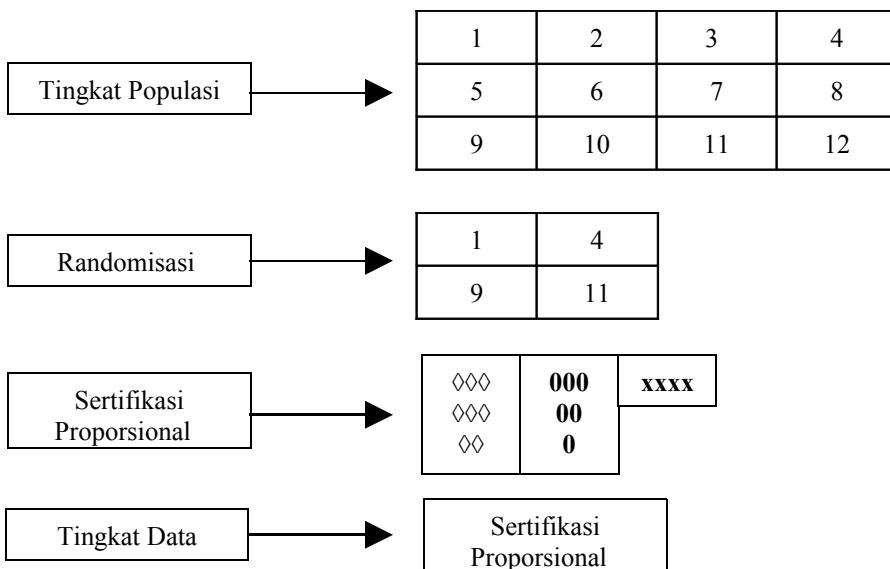 1 2 3 4
Tingkat Populasi
5 6 7 8
9 10 11 12
1 4
Randomisasi
9 11
Sertifikasi
Proporsional
◊◊◊ 000 xxxx
◊◊◊ 00
◊◊ 0
Tingkat Data
Sertifikasi
Proporsional